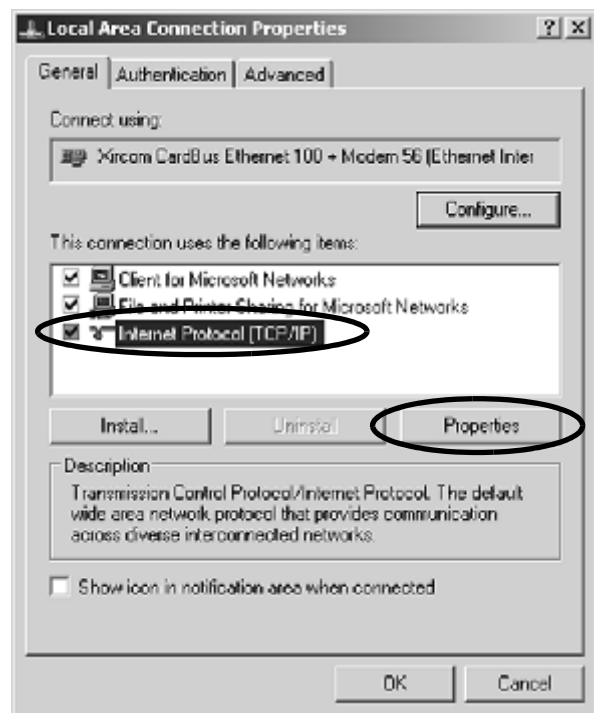 Local Area Connection Properties
General Authentication Advanced
Connect using:
Xircom CardBus Ethernet 100 + Modem 56 (Ethernet Inter
Configure...
This connection uses the following items:
Client for Microsoft Networks
File and Printer Sharing for Microsoft Networks
Internet Protocol (TCP/IP)
Install... Uninstall Properties
Description
Transmission Control Protocol/Internet Protocol. The default
wide area network protocol that provides communication
across diverse interconnected networks.
Show icon in notification area when connected
OK Cancel